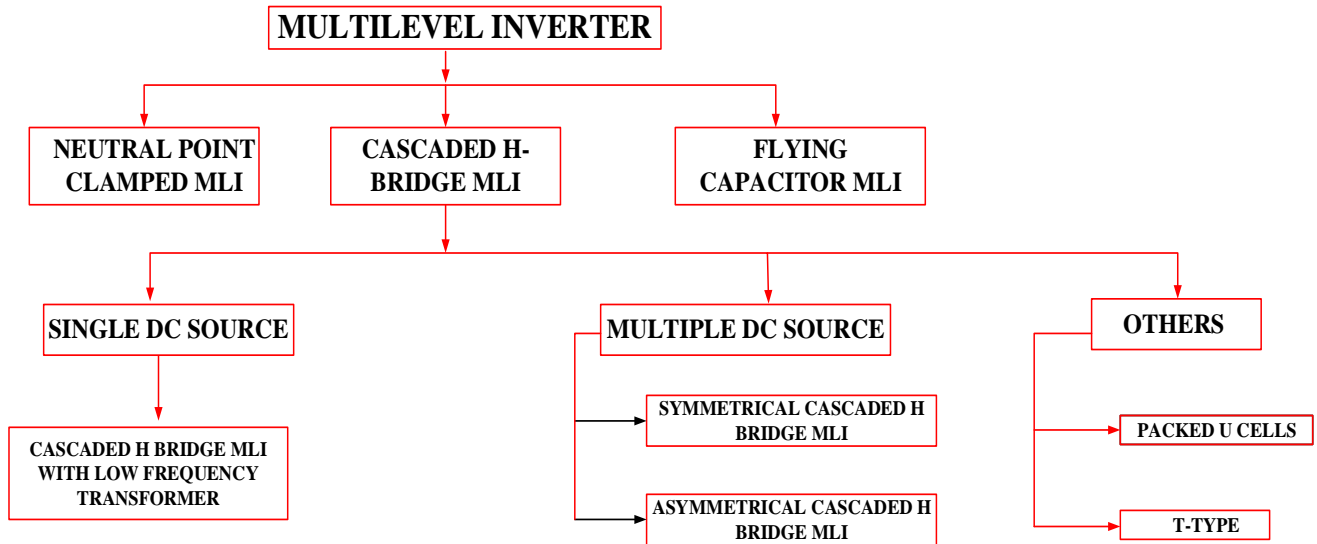 MULTILEVEL INVERTER
NEUTRAL POINT
CLAMPED MLI
CASCADED H-
BRIDGE MLI
FLYING
CAPACITOR MLI
SINGLE DC SOURCE
MULTIPLE DC SOURCE
OTHERS
CASCADED H BRIDGE MLI
WITH LOW FREQUENCY
TRANSFORMER
SYMMETRICAL CASCADED H
BRIDGE MLI
ASYMMETRICAL CASCADED H
BRIDGE MLI
PACKED U CELLS
T-TYPE